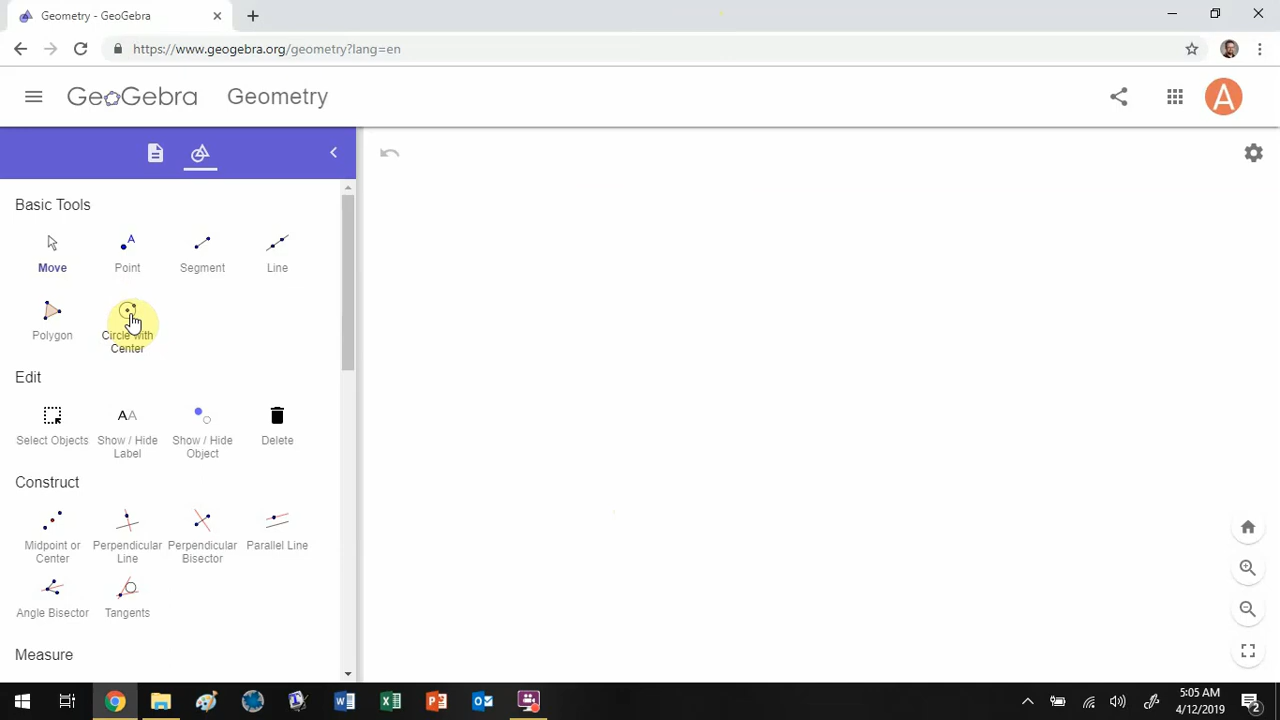 Geometry - GeoGebra
https://www.geogebra.org/geometry?lang=en
GeoGebra Geometry A
Basic Tools
A
Move Point Segment Line
Polygon Circle with Center
Edit
AA
Select Objects Show / Hide Label Show / Hide Object Delete
Construct
Midpoint or Center Perpendicular Line Perpendicular Bisector Parallel Line
Angle Bisector Tangents
Measure
5:05 AM
4/12/2019
2